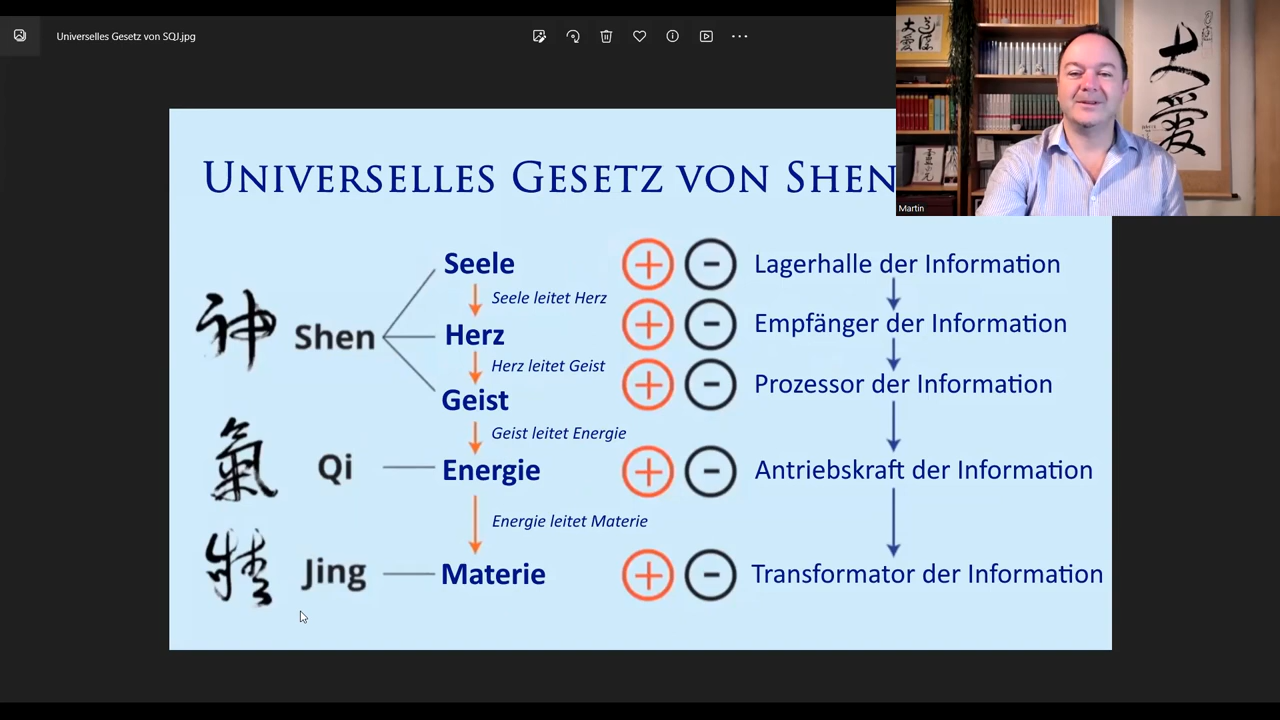 Universelles Gesetz von SQJ.jpg
Martin
UNIVERSELLES GESETZ VON SHEN
Seele
Lagerhalle der Information
Seele leitet Herz
神
Shen
Herz
Empfänger der Information
Herz leitet Geist
Geist
Prozessor der Information
Geist leitet Energie
氣
Qi
Energie
Antriebskraft der Information
Energie leitet Materie
精
Jing
Materie
Transformator der Information
大愛